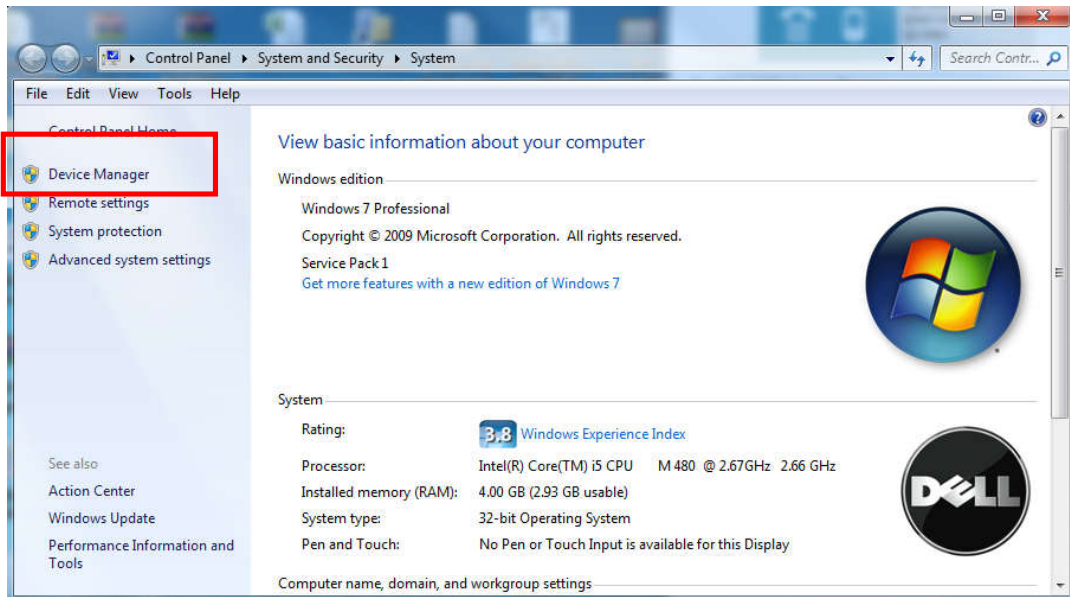 Control Panel ▸ System and Security ▸ System
Search Contr...
File Edit View Tools Help
Control Panel Home
Device Manager
Remote settings
System protection
Advanced system settings
See also
Action Center
Windows Update
Performance Information and
Tools
View basic information about your computer
Windows edition
Windows 7 Professional
Copyright © 2009 Microsoft Corporation. All rights reserved.
Service Pack 1
Get more features with a new edition of Windows 7
System
Rating: 3.8 Windows Experience Index
Processor: Intel(R) Core(TM) i5 CPU M 480 @ 2.67GHz 2.66 GHz
Installed memory (RAM): 4.00 GB (2.93 GB usable)
System type: 32-bit Operating System
Pen and Touch: No Pen or Touch Input is available for this Display
DELL
Computer name, domain, and workgroup settings